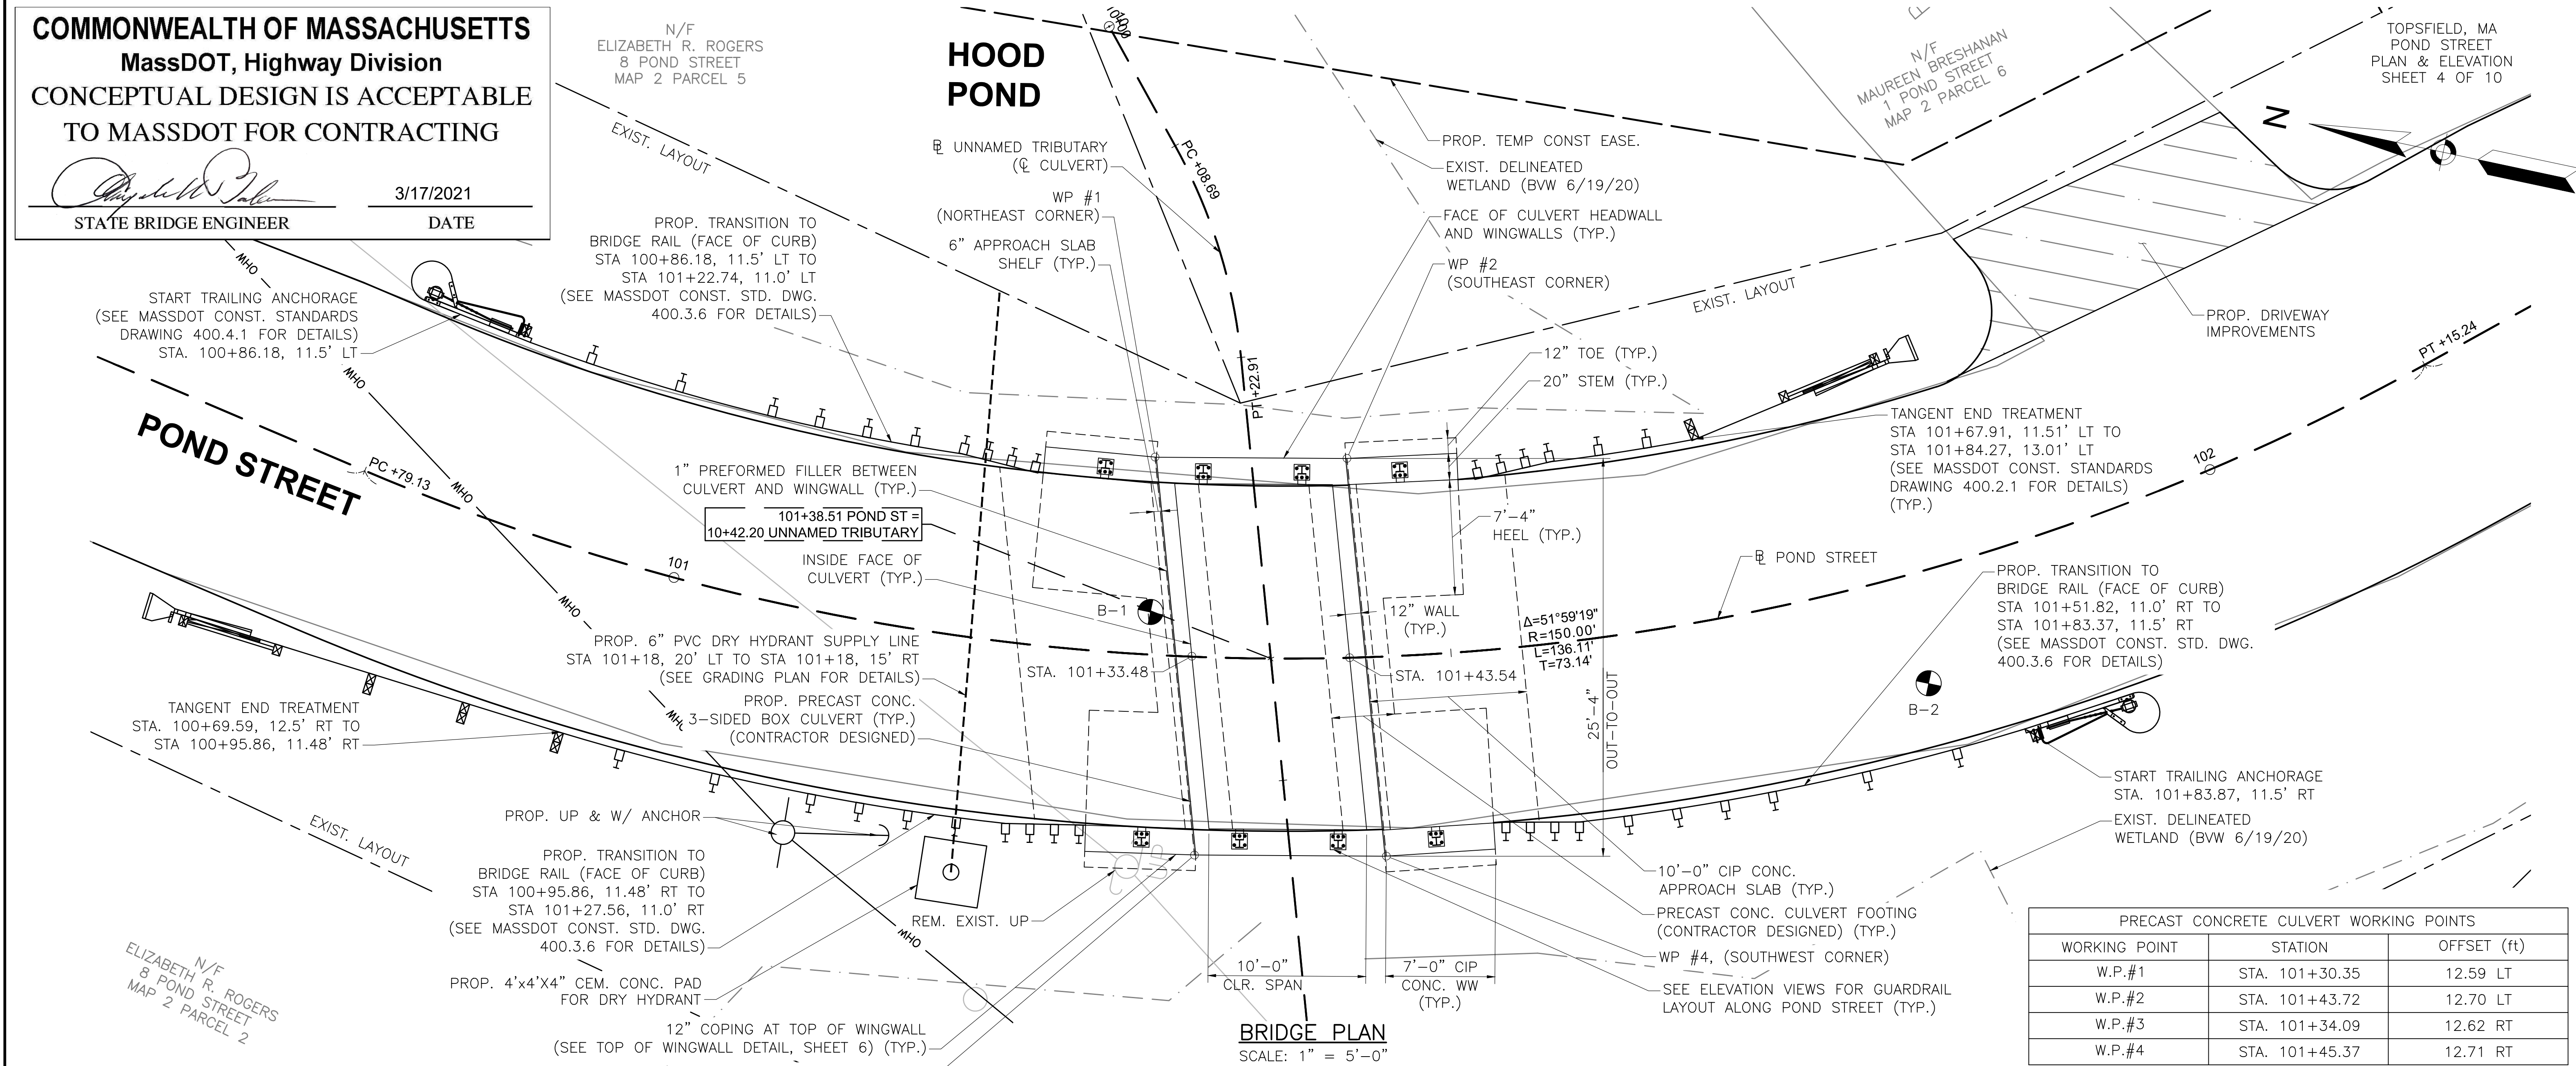 COMMONWEALTH OF MASSACHUSETTS
MassDOT, Highway Division
CONCEPTUAL DESIGN IS ACCEPTABLE
TO MASSDOT FOR CONTRACTING
3/17/2021
STATE BRIDGE ENGINEER
DATE
N/F
ELIZABETH R. ROGERS
8 POND STREET
MAP 2 PARCEL 5
HOOD
POND
N/F
MAUREEN BRESHANAN
1 POND STREET
MAP 2 PARCEL 6
TOPSFIELD, MA
POND STREET
PLAN & ELEVATION
SHEET 4 OF 10
N
EXIST. LAYOUT
℄ UNNAMED TRIBUTARY
(℄ CULVERT)
PC +08.69
PROP. TEMP CONST EASE.
EXIST. DELINEATED
WETLAND (BVW 6/19/20)
WP #1
(NORTHEAST CORNER)
FACE OF CULVERT HEADWALL
AND WINGWALLS (TYP.)
6" APPROACH SLAB
SHELF (TYP.)
WP #2
(SOUTHEAST CORNER)
PROP. TRANSITION TO
BRIDGE RAIL (FACE OF CURB)
STA 100+86.18, 11.5' LT TO
STA 101+22.74, 11.0' LT
(SEE MASSDOT CONST. STD. DWG.
400.3.6 FOR DETAILS)
OHW
START TRAILING ANCHORAGE
(SEE MASSDOT CONST. STANDARDS
DRAWING 400.4.1 FOR DETAILS)
STA. 100+86.18, 11.5' LT
EXIST. LAYOUT
PROP. DRIVEWAY
IMPROVEMENTS
PT +15.24
OHW
PT +22.91
12" TOE (TYP.)
20" STEM (TYP.)
TANGENT END TREATMENT
STA 101+67.91, 11.51' LT TO
STA 101+84.27, 13.01' LT
(SEE MASSDOT CONST. STANDARDS
DRAWING 400.2.1 FOR DETAILS)
(TYP.)
102
POND STREET
PC +79.13
OHW
1" PREFORMED FILLER BETWEEN
CULVERT AND WINGWALL (TYP.)
101+38.51 POND ST =
10+42.20 UNNAMED TRIBUTARY
7'-4"
HEEL (TYP.)
INSIDE FACE OF
CULVERT (TYP.)
101
℄ POND STREET
OHW
B-1
12" WALL
(TYP.)
Δ=51°59'19"
R=150.00'
L=136.11'
T=73.14'
PROP. TRANSITION TO
BRIDGE RAIL (FACE OF CURB)
STA 101+51.82, 11.0' RT TO
STA 101+83.37, 11.5' RT
(SEE MASSDOT CONST. STD. DWG.
400.3.6 FOR DETAILS)
PROP. 6" PVC DRY HYDRANT SUPPLY LINE
STA 101+18, 20' LT TO STA 101+18, 15' RT
(SEE GRADING PLAN FOR DETAILS)
STA. 101+33.48
STA. 101+43.54
25'-4"
OUT-TO-OUT
B-2
PROP. PRECAST CONC.
3-SIDED BOX CULVERT (TYP.)
(CONTRACTOR DESIGNED)
TANGENT END TREATMENT
STA. 100+69.59, 12.5' RT TO
STA 100+95.86, 11.48' RT
START TRAILING ANCHORAGE
STA. 101+83.87, 11.5' RT
EXIST. DELINEATED
WETLAND (BVW 6/19/20)
EXIST. LAYOUT
PROP. UP & W/ ANCHOR
PROP. TRANSITION TO
BRIDGE RAIL (FACE OF CURB)
STA 100+95.86, 11.48' RT TO
STA 101+27.56, 11.0' RT
(SEE MASSDOT CONST. STD. DWG.
400.3.6 FOR DETAILS)
REM. EXIST. UP
OHW
10'-0" CIP CONC.
APPROACH SLAB (TYP.)
PRECAST CONC. CULVERT FOOTING
(CONTRACTOR DESIGNED) (TYP.)
WP #4, (SOUTHWEST CORNER)
SEE ELEVATION VIEWS FOR GUARDRAIL
LAYOUT ALONG POND STREET (TYP.)
N/F
ELIZABETH R. ROGERS
8 POND STREET
MAP 2 PARCEL 2
PROP. 4'x4'X4" CEM. CONC. PAD
FOR DRY HYDRANT
10'-0"
CLR. SPAN
7'-0" CIP
CONC. WW
(TYP.)
12" COPING AT TOP OF WINGWALL
(SEE TOP OF WINGWALL DETAIL, SHEET 6) (TYP.)
BRIDGE PLAN
SCALE: 1" = 5'-0"
PRECAST CONCRETE CULVERT WORKING POINTS
WORKING POINT STATION OFFSET (ft)
W.P.#1 STA. 101+30.35 12.59 LT
W.P.#2 STA. 101+43.72 12.70 LT
W.P.#3 STA. 101+34.09 12.62 RT
W.P.#4 STA. 101+45.37 12.71 RT